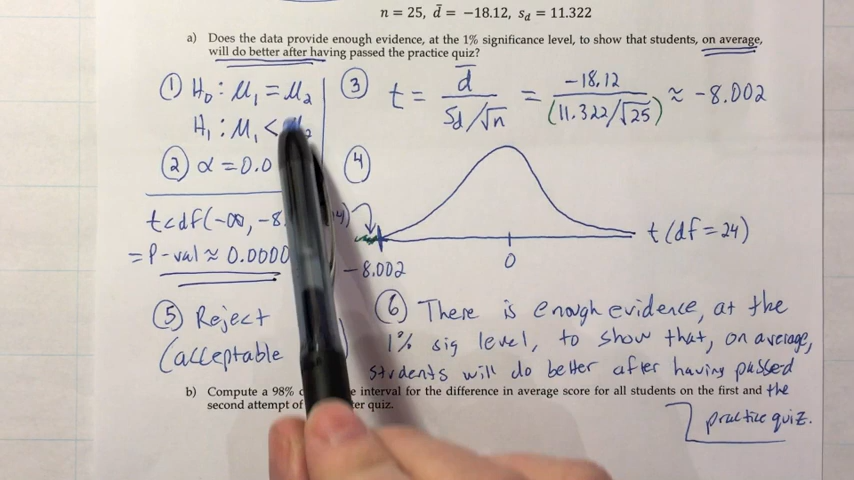 n = 25, d̄ = −18.12, s_d = 11.322
a) Does the data provide enough evidence, at the 1% significance level, to show that students, on average,
will do better after having passed the practice quiz?
① H₀ : μ₁ = μ₂
H₁ : μ₁ <
② α = 0.0
tcdf(-∞, -8
= P-val ≈ 0.0000
③ t = d̄ / (Sd/√n) = -18.12 / (11.322/√25) ≈ -8.002
④
t(df=24)
-8.002
0
⑤ Reject
(acceptable
⑥ There is enough evidence, at the
1% sig level, to show that, on average,
students will do better after having passed
the
practice quiz.
b) Compute a 98% interval for the difference in average score for all students on the first and
second attempt of quiz.